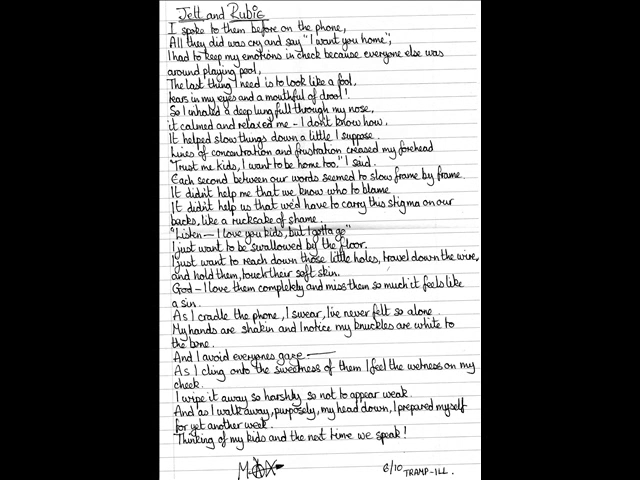 Jett and Rubie
I spoke to them before on the phone,
All they did was cry and say "I want you home",
I had to keep my emotions in check because everyone else was
around playing pool,
The last thing I need is to look like a fool,
tears in my eyes and a mouthful of drool!
So I inhaled a deep lung full through my nose,
it calmed and relaxed me - I don't know how.
It helped slow things down a little I suppose.
Lines of concentration and frustration creased my forehead
"Trust me kids, I want to be home too." I said.
Each second between our words seemed to slow frame by frame.
It didn't help me that we know who to blame
It didn't help us that we'd have to carry this stigma on our
backs, like a rucksake of shame.
"Listen - I love you kids, but I gotta go"
I just want to be swallowed by the floor.
I just want to reach down those little holes, travel down the wire,
and hold them, touch their soft skin.
God - I love them completely and miss them so much it feels like
a sin.
As I cradle the phone, I swear, I've never felt so alone.
My hands are shakin and I notice my knuckles are white to
the bone.
And I avoid everyones gaze —
As I cling onto the sweetness of them I feel the wetness on my
cheek.
I wipe it away so harshly so not to appear weak.
And as I walk away, purposely, my head down, I prepared myself
for yet another week.
Thinking of my kids and the next time we speak!
MAX
6/10 TRAMP-ILL.